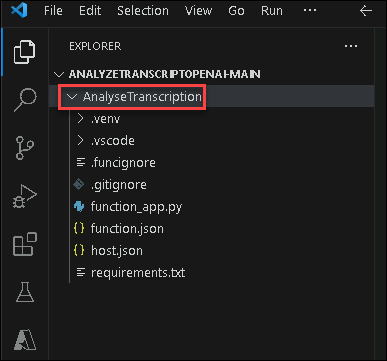 File Edit Selection View Go Run ···
EXPLORER ···
ANALYZETRANSCRIPTOPENAI-MAIN
AnalyseTranscription
.venv
.vscode
.funcignore
.gitignore
function_app.py
{} function.json
{} host.json
requirements.txt